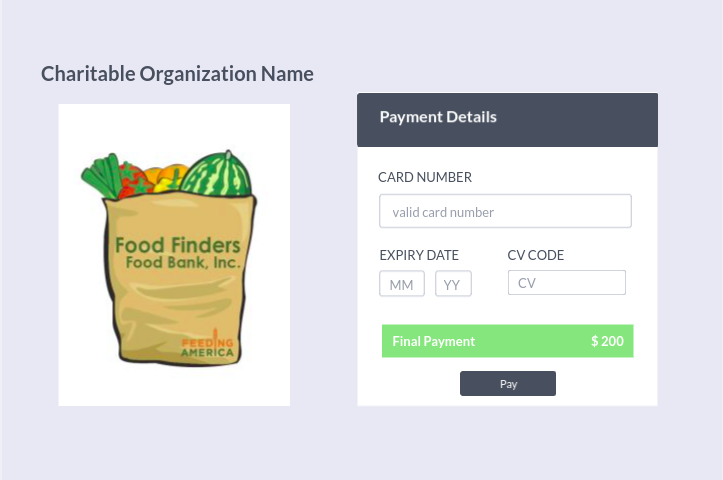 Charitable Organization Name
Food Finders
Food Bank, Inc.
FEEDING
AMERICA
Payment Details
CARD NUMBER
valid card number
EXPIRY DATE
CV CODE
MM
YY
CV
Final Payment
$ 200
Pay